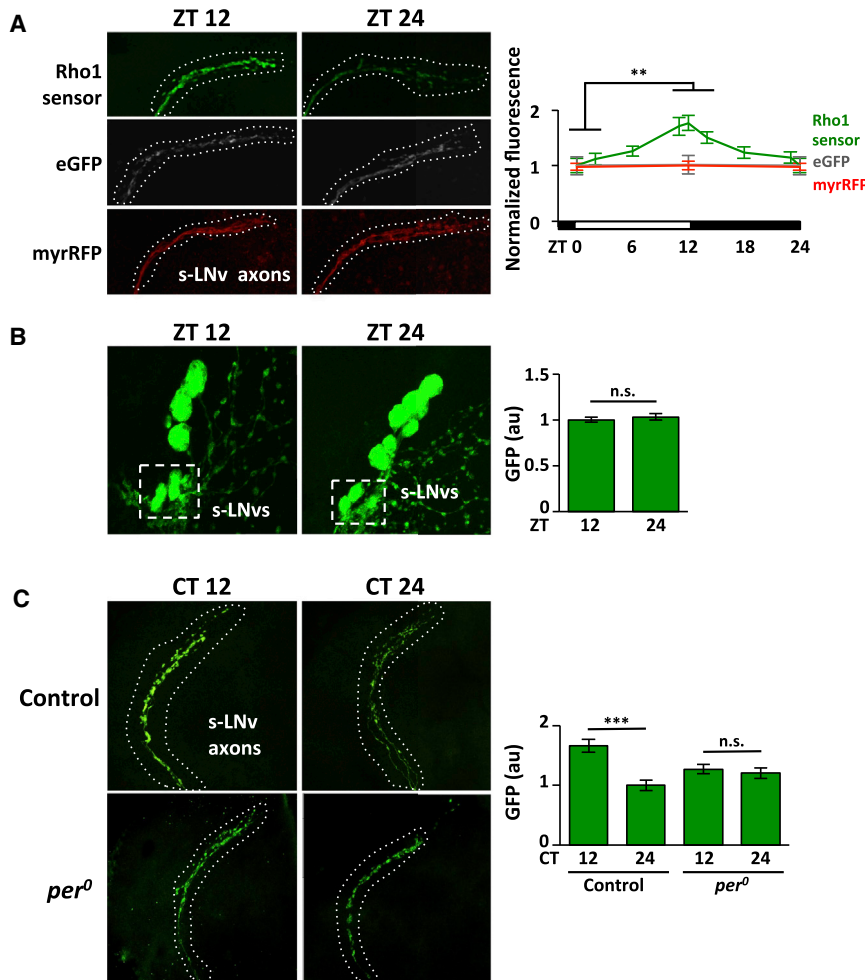 A
ZT 12
ZT 24
Rho1
sensor
eGFP
myrRFP
s-LNv axons
Normalized fluorescence
2
1
0
**
Rho1
sensor
eGFP
myrRFP
ZT 0 6 12 18 24
B
ZT 12
ZT 24
s-LNvs
s-LNvs
GFP (au)
1.5
1
0.5
0
n.s.
ZT 12 24
C
CT 12
CT 24
Control
s-LNv
axons
per⁰
GFP (au)
2
1
0
***
n.s.
CT 12 24 12 24
Control per⁰